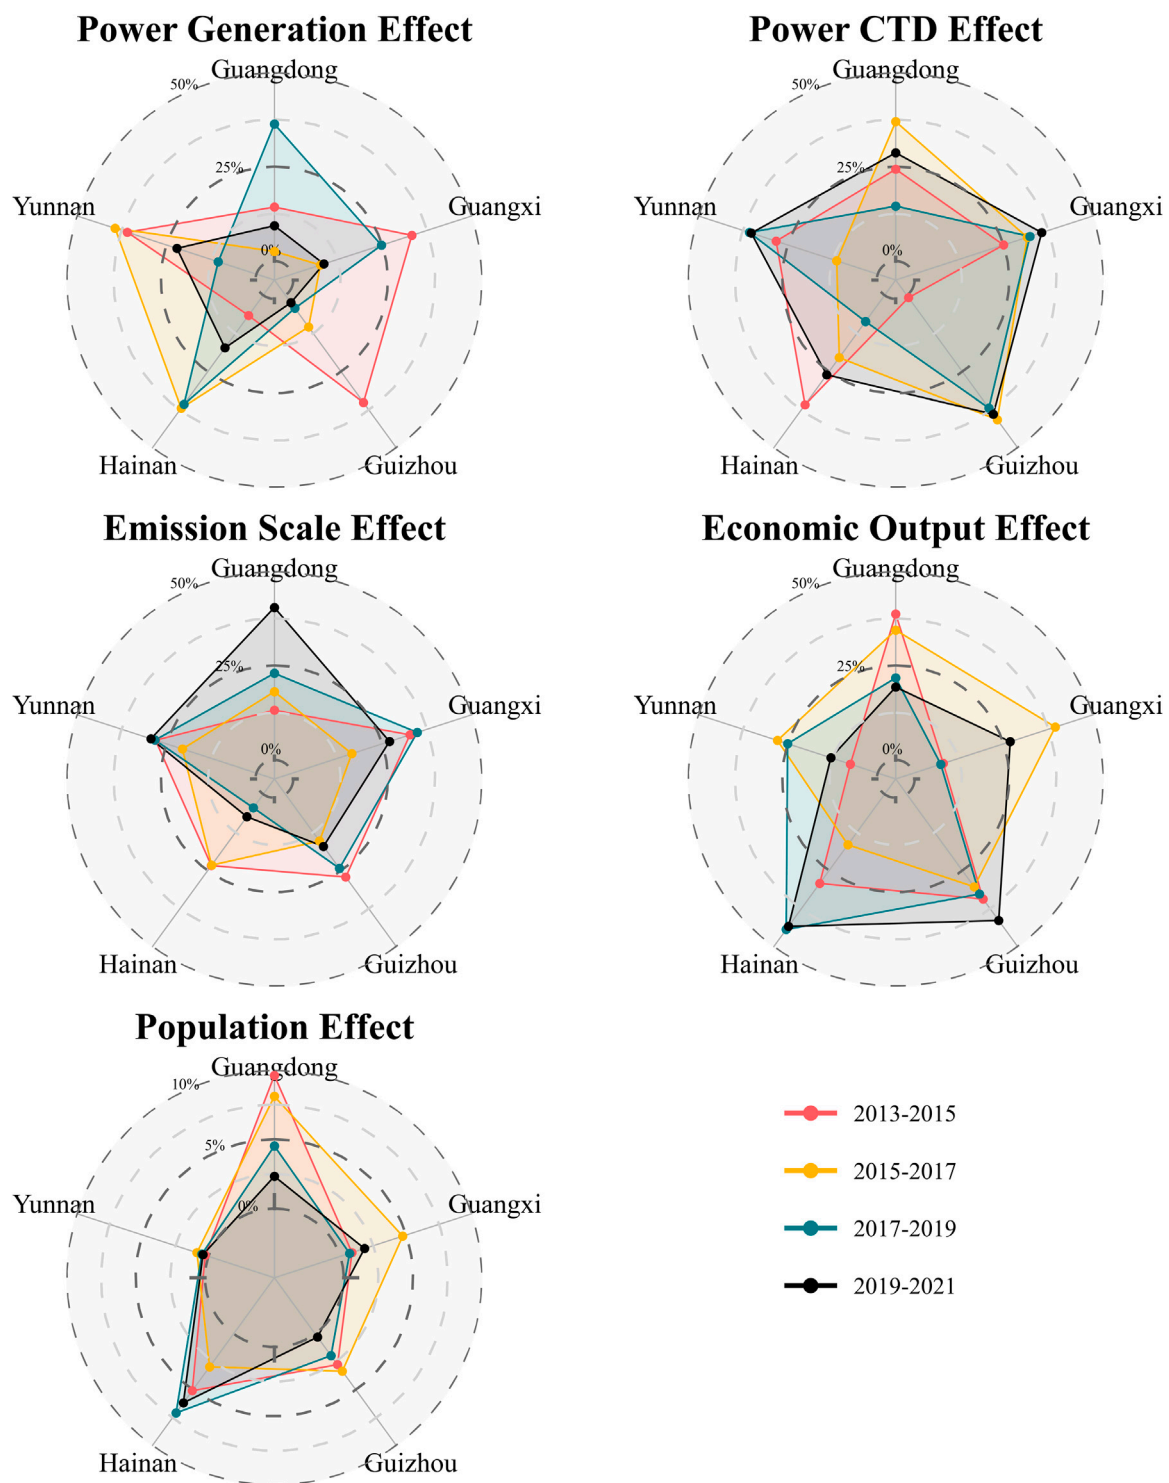 Power Generation Effect
Guangdong
50%
25%
0%
Yunnan
Guangxi
Hainan
Guizhou
Power CTD Effect
Guangdong
50%
25%
0%
Yunnan
Guangxi
Hainan
Guizhou
Emission Scale Effect
Guangdong
50%
25%
0%
Yunnan
Guangxi
Hainan
Guizhou
Economic Output Effect
Guangdong
50%
25%
0%
Yunnan
Guangxi
Hainan
Guizhou
Population Effect
Guangdong
10%
5%
0%
Yunnan
Guangxi
Hainan
Guizhou
2013-2015
2015-2017
2017-2019
2019-2021